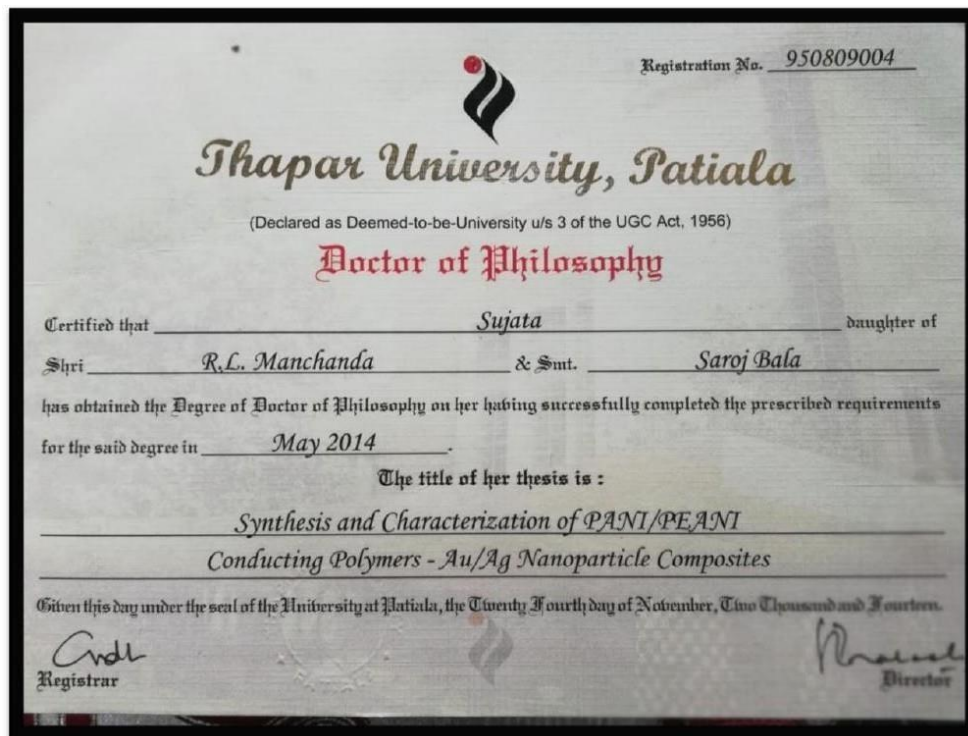 Registration No. 950809004
Thapar University, Patiala
(Declared as Deemed-to-be-University u/s 3 of the UGC Act, 1956)
Doctor of Philosophy
Certified that Sujata daughter of
Shri R.L. Manchanda & Smt. Saroj Bala
has obtained the Degree of Doctor of Philosophy on her having successfully completed the prescribed requirements
for the said degree in May 2014.
The title of her thesis is :
Synthesis and Characterization of PANI/PEANI
Conducting Polymers - Au/Ag Nanoparticle Composites
Given this day under the seal of the University at Patiala, the Twenty Fourth day of November, Two Thousand and Fourteen.
Registrar Director